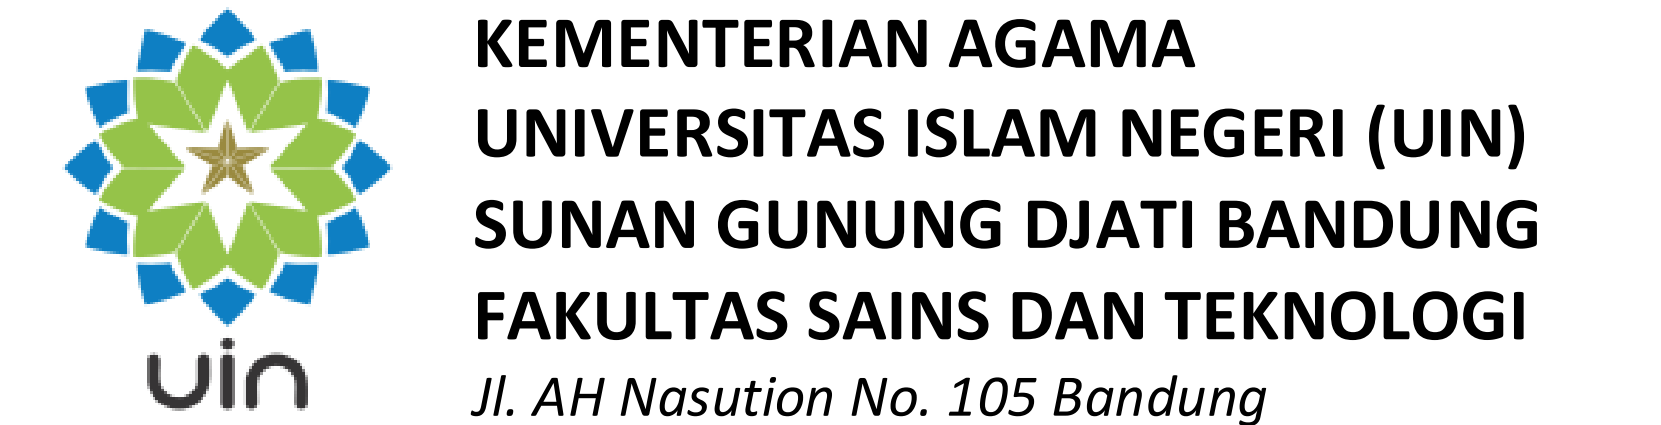 KEMENTERIAN AGAMA
UNIVERSITAS ISLAM NEGERI (UIN)
SUNAN GUNUNG DJATI BANDUNG
FAKULTAS SAINS DAN TEKNOLOGI
Jl. AH Nasution No. 105 Bandung
uin